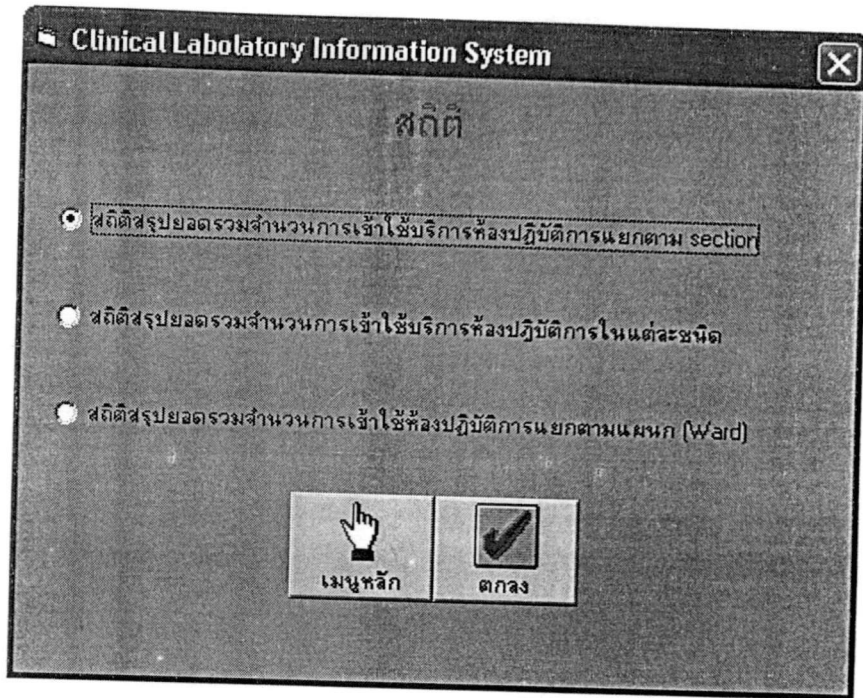 Clinical Labolatory Information System
สถิติ
สถิติสรุปยอดรวมจำนวนการเข้าใช้บริการห้องปฏิบัติการแยกตาม section
สถิติสรุปยอดรวมจำนวนการเข้าใช้บริการห้องปฏิบัติการในแต่ละชนิด
สถิติสรุปยอดรวมจำนวนการเข้าใช้ห้องปฏิบัติการแยกตามแผนก (Ward)
เมนูหลัก
ตกลง